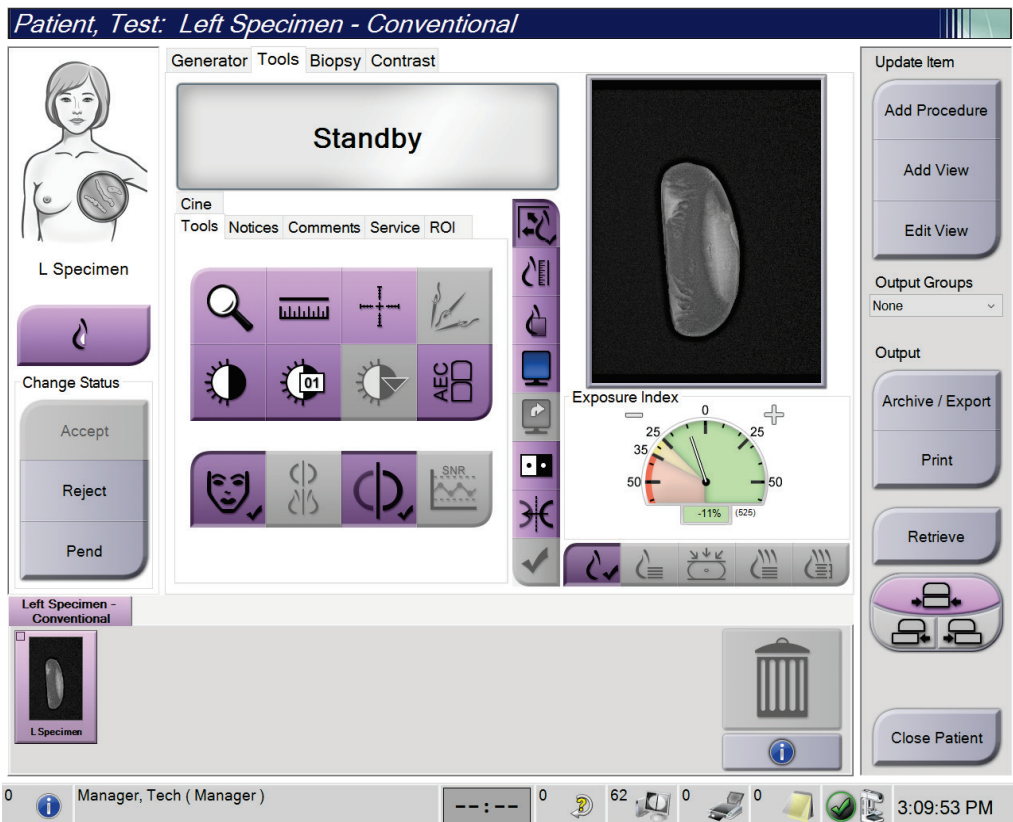 Patient, Test: Left Specimen - Conventional
L Specimen
Change Status
Accept
Reject
Pend
Generator Tools Biopsy Contrast
Standby
Cine
Tools Notices Comments Service ROI
01
AEC
SNR
Exposure Index
0
25 25
35
50 50
-11% (525)
Update Item
Add Procedure
Add View
Edit View
Output Groups
None
Output
Archive / Export
Print
Retrieve
Close Patient
Left Specimen -
Conventional
L Specimen
0 Manager, Tech ( Manager ) --:-- 0 62 0 0 3:09:53 PM